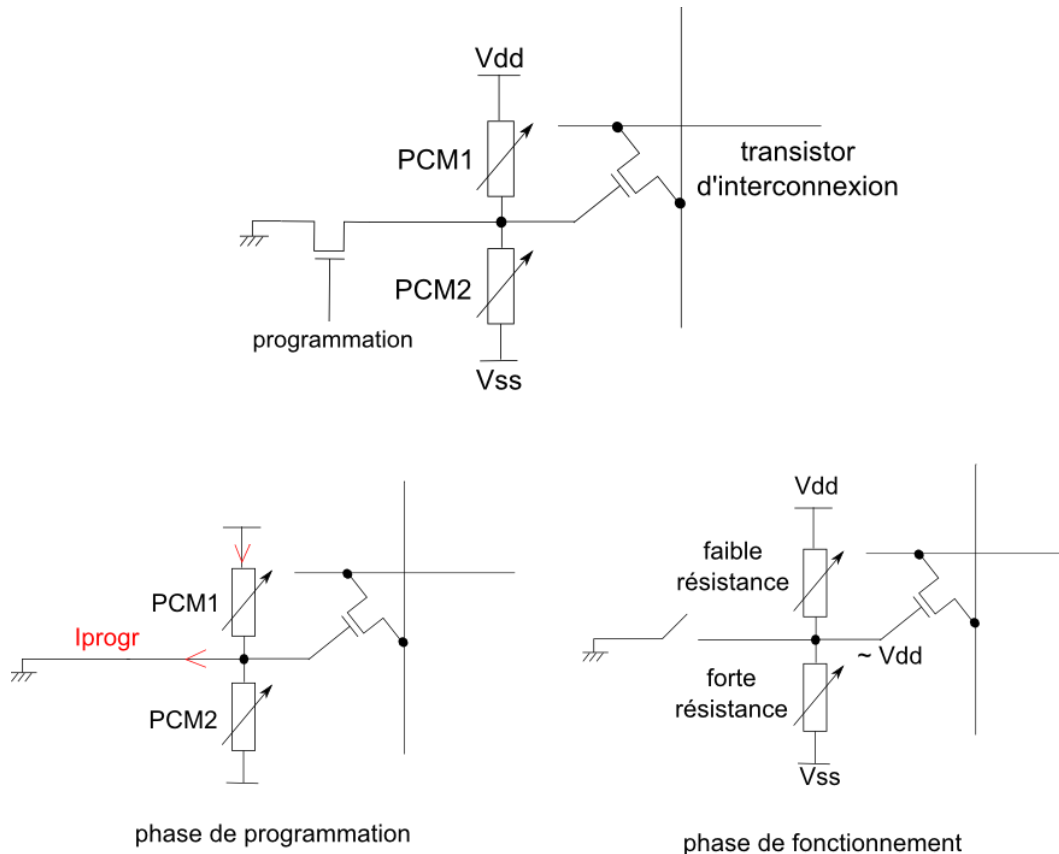 Vdd
PCM1
transistor
d'interconnexion
PCM2
programmation
Vss
Vdd
faible
résistance
PCM1
Iprogr
~ Vdd
forte
résistance
PCM2
Vss
phase de programmation
phase de fonctionnement